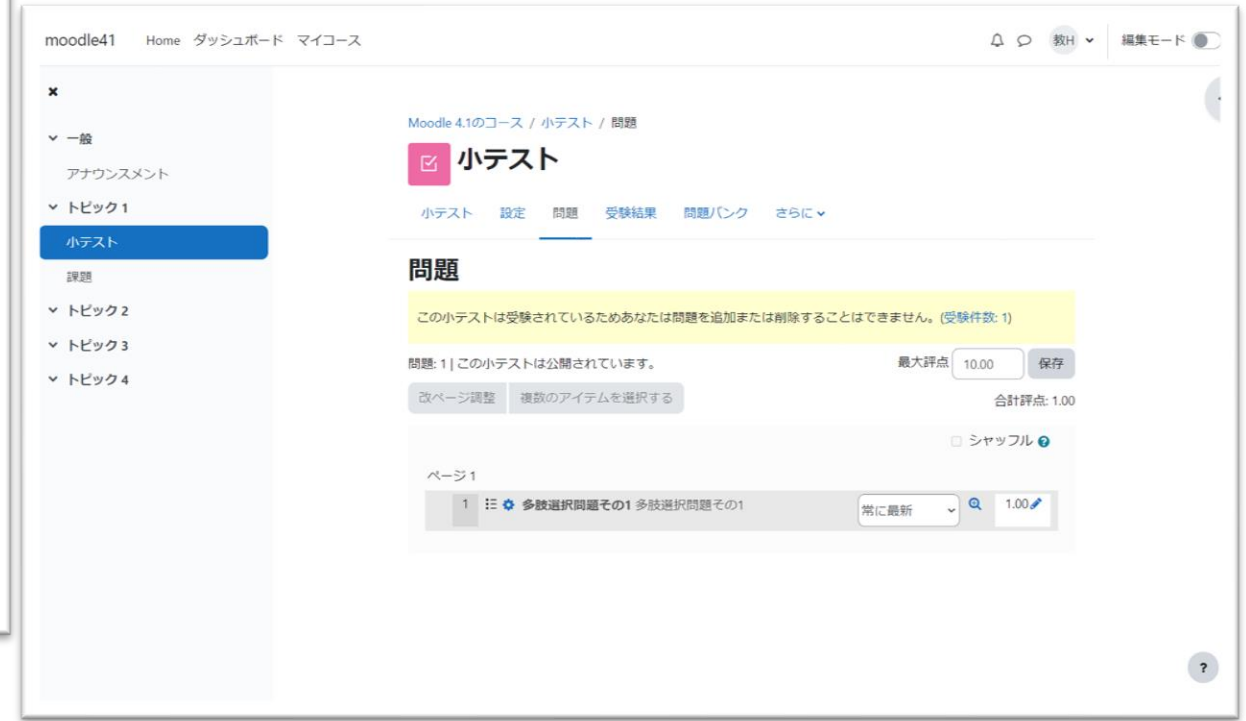 moodle41 Home ダッシュボード マイコース 教H 編集モード
一般
アナウンスメント
トピック 1
小テスト
課題
トピック 2
トピック 3
トピック 4
Moodle 4.1のコース / 小テスト / 問題
小テスト
小テスト 設定 問題 受験結果 問題バンク さらに
問題
この小テストは受験されているためあなたは問題を追加または削除することはできません。(受験件数: 1)
問題: 1 | この小テストは公開されています。 最大評点 10.00 保存
改ページ調整 複数のアイテムを選択する 合計評点: 1.00
シャッフル ?
ページ 1
1 多肢選択問題その1 多肢選択問題その1 常に最新 1.00
?